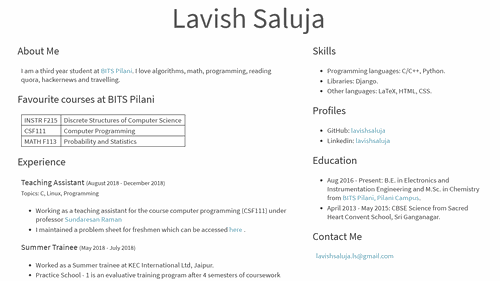 Lavish Saluja
About Me
I am a third year student at BITS Pilani. I love algorithms, math, programming, reading
quora, hackernews and travelling.
Favourite courses at BITS Pilani
INSTR F215 Discrete Structures of Computer Science
CSF111 Computer Programming
MATH F113 Probability and Statistics
Experience
Teaching Assistant (August 2018 - December 2018)
Topics: C, Linux, Programming
• Working as a teaching assistant for the course computer programming (CSF111) under
professor Sundaresan Raman
• I maintained a problem sheet for freshmen which can be accessed here .
Summer Trainee (May 2018 - July 2018)
• Worked as a Summer trainee at KEC International Ltd, Jaipur.
• Practice School - 1 is an evaluative training program after 4 semesters of coursework
Skills
• Programming languages: C/C++, Python.
• Libraries: Django.
• Other languages: LaTeX, HTML, CSS.
Profiles
• GitHub: lavishsaluja
• Linkedin: lavishsaluja
Education
• Aug 2016 - Present: B.E. in Electronics and
Instrumentation Engineering and M.Sc. in Chemistry
from BITS Pilani, Pilani Campus.
• April 2013 - May 2015: CBSE Science from Sacred
Heart Convent School, Sri Ganganagar.
Contact Me
lavishsaluja.ls@gmail.com